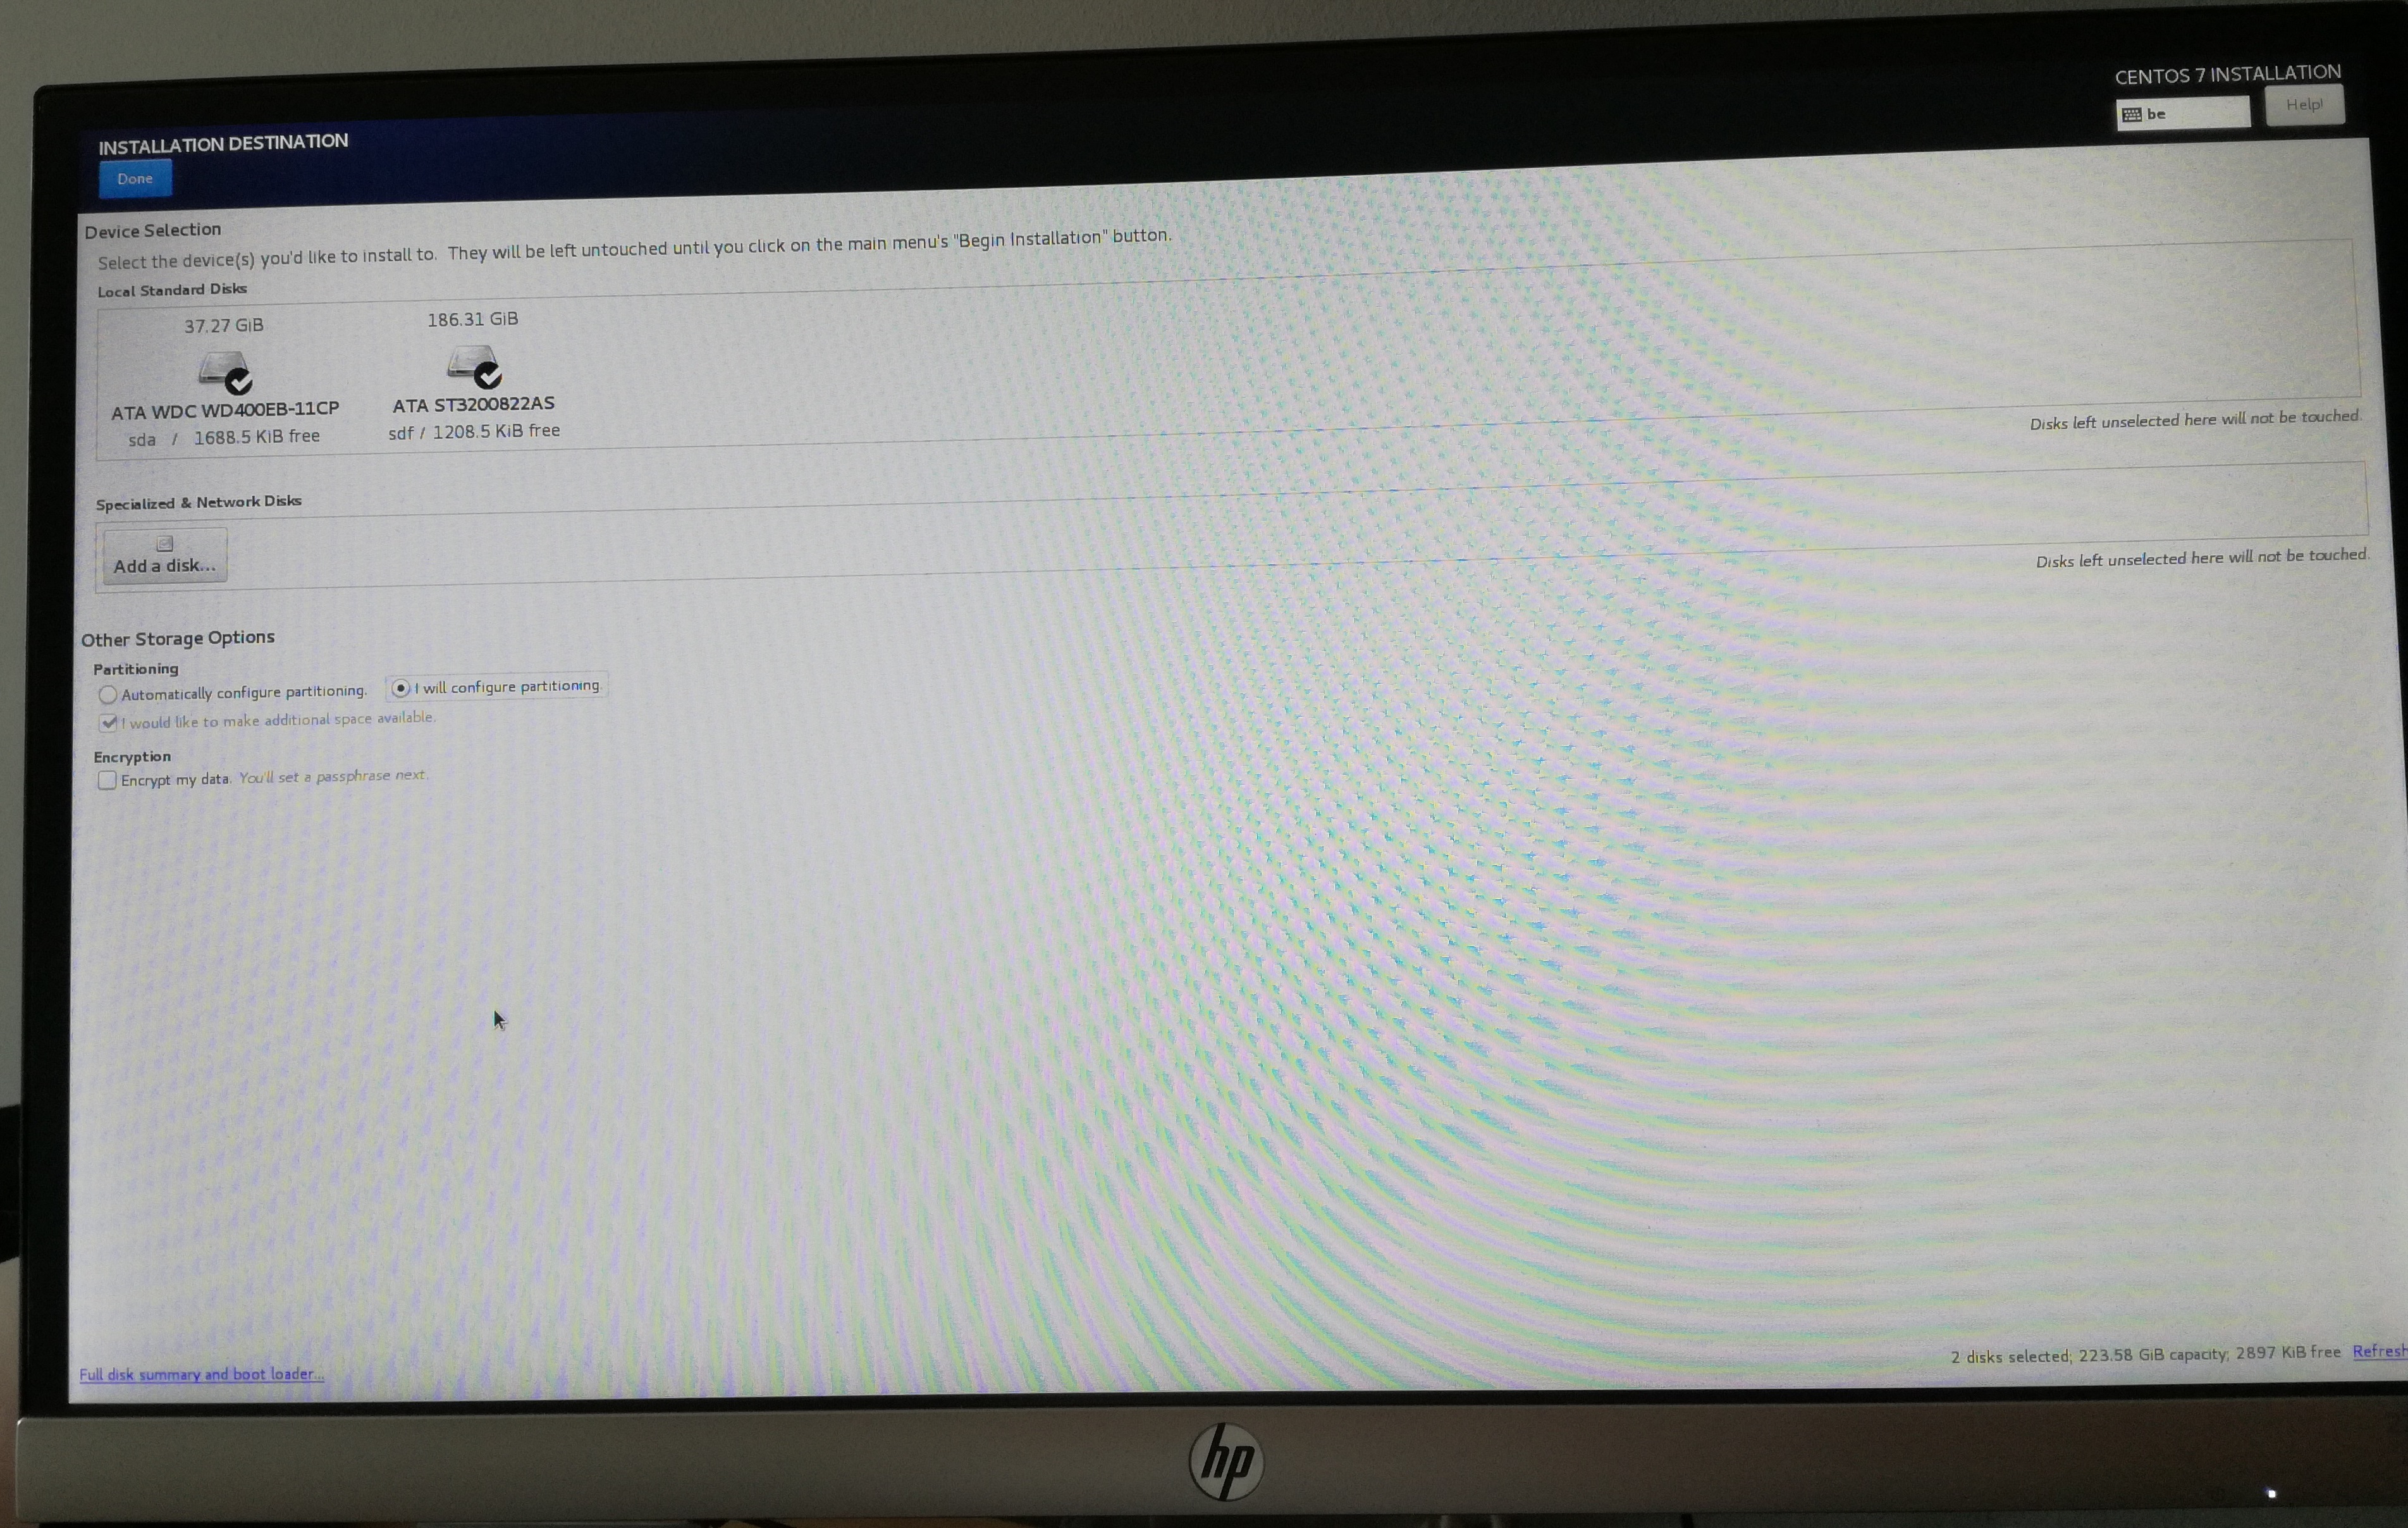 CENTOS 7 INSTALLATION
INSTALLATION DESTINATION
be
Help!
Done
Device Selection
Select the device(s) you'd like to install to. They will be left untouched until you click on the main menu's "Begin Installation" button.
Local Standard Disks
37.27 GiB
186.31 GiB
ATA WDC WD400EB-11CP
ATA ST3200822AS
sda / 1688.5 KiB free
sdf / 1208.5 KiB free
Disks left unselected here will not be touched.
Specialized & Network Disks
Add a disk...
Disks left unselected here will not be touched.
Other Storage Options
Partitioning
Automatically configure partitioning.
I will configure partitioning.
I would like to make additional space available.
Encryption
Encrypt my data. You'll set a passphrase next.
Full disk summary and boot loader...
2 disks selected; 223.58 GiB capacity; 2897 KiB free Refresh
hp